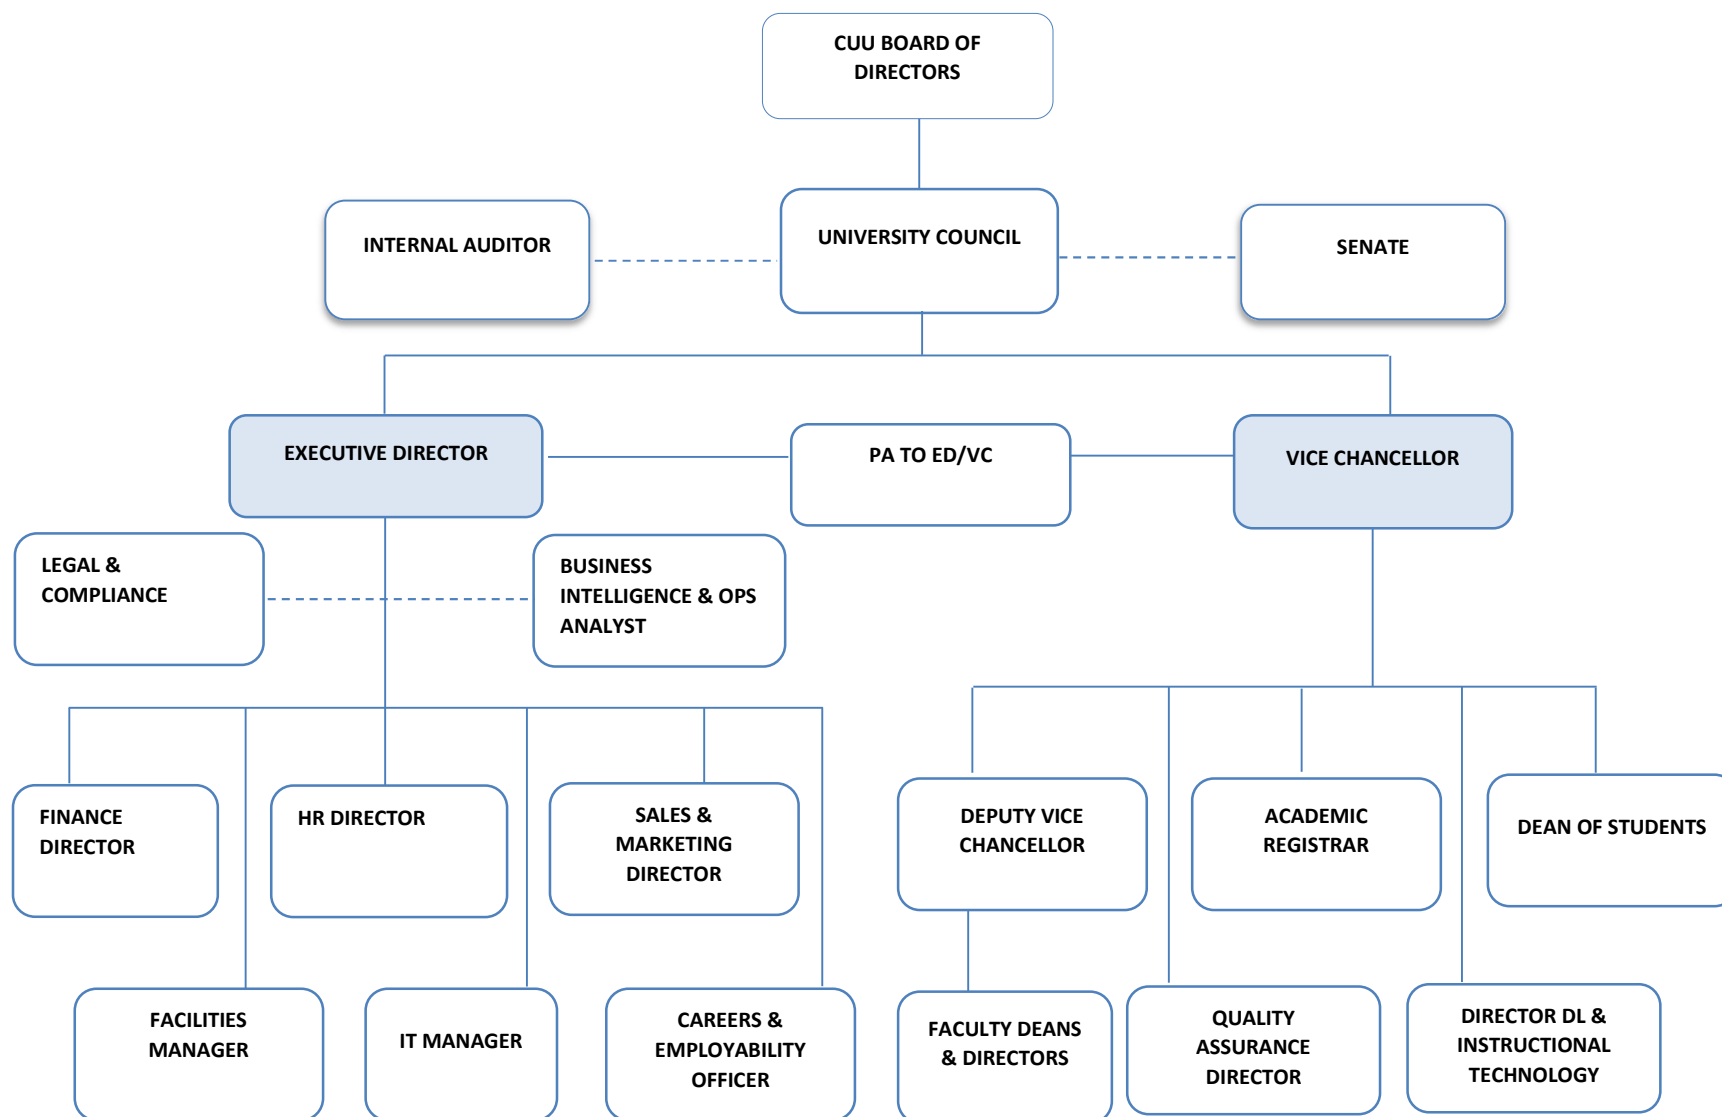 CUU BOARD OF
DIRECTORS
INTERNAL AUDITOR
UNIVERSITY COUNCIL
SENATE
EXECUTIVE DIRECTOR
PA TO ED/VC
VICE CHANCELLOR
LEGAL &
COMPLIANCE
BUSINESS
INTELLIGENCE & OPS
ANALYST
FINANCE
DIRECTOR
HR DIRECTOR
SALES &
MARKETING
DIRECTOR
DEPUTY VICE
CHANCELLOR
ACADEMIC
REGISTRAR
DEAN OF STUDENTS
FACILITIES
MANAGER
IT MANAGER
CAREERS &
EMPLOYABILITY
OFFICER
FACULTY DEANS
& DIRECTORS
QUALITY
ASSURANCE
DIRECTOR
DIRECTOR DL &
INSTRUCTIONAL
TECHNOLOGY